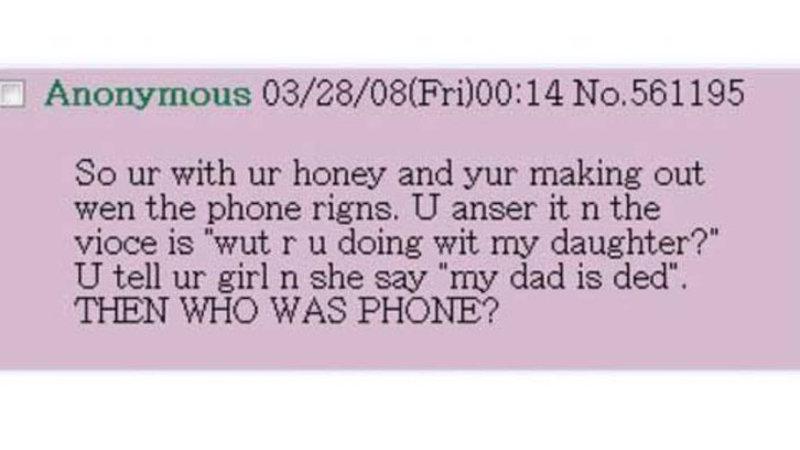 Anonymous 03/28/08(Fri)00:14 No.561195
So ur with ur honey and yur making out
wen the phone rigns. U anser it n the
vioce is "wut r u doing wit my daughter?"
U tell ur girl n she say "my dad is ded".
THEN WHO WAS PHONE?